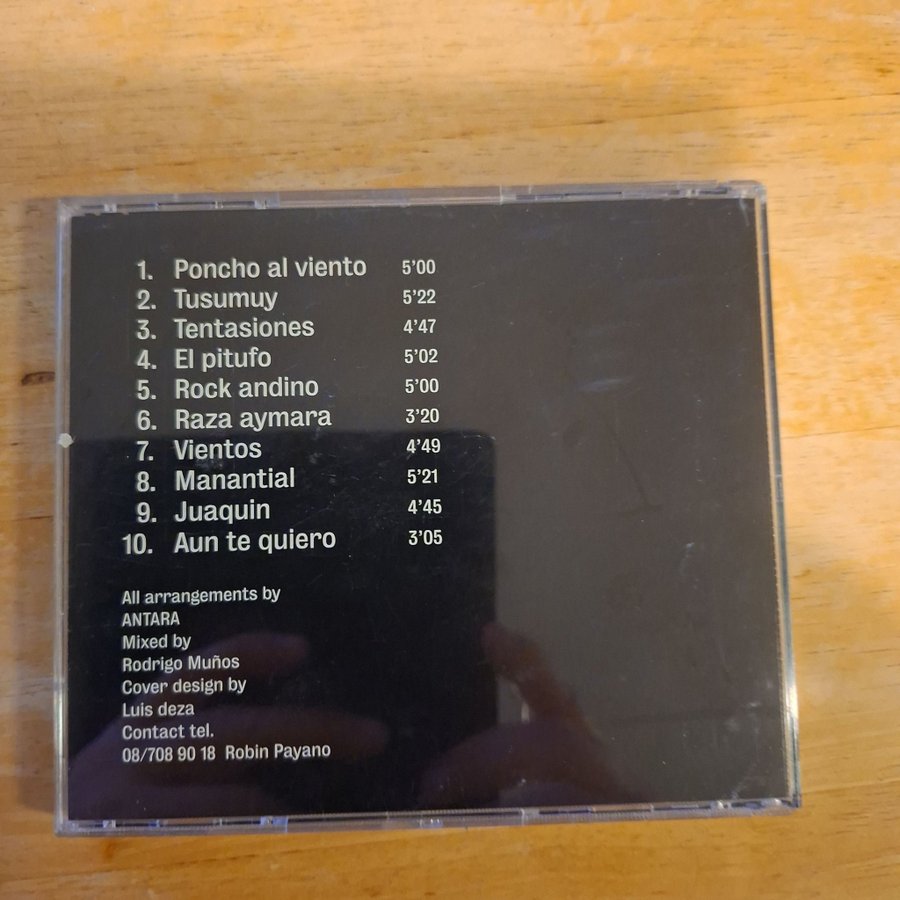 1. Poncho al viento 5'00
2. Tusumuy 5'22
3. Tentasiones 4'47
4. El pitufo 5'02
5. Rock andino 5'00
6. Raza aymara 3'20
7. Vientos 4'49
8. Manantial 5'21
9. Juaquin 4'45
10. Aun te quiero 3'05
All arrangements by
ANTARA
Mixed by
Rodrigo Muños
Cover design by
Luis deza
Contact tel.
08/708 90 18 Robin Payano